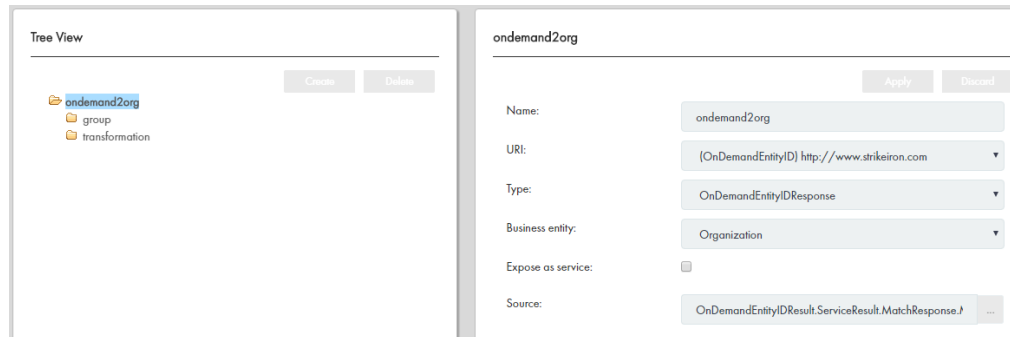 Tree View
Create Delete
ondemand2org
group
transformation
ondemand2org
Apply Discard
Name: ondemand2org
URI: (OnDemandEntityID) http://www.strikeiron.com
Type: OnDemandEntityIDResponse
Business entity: Organization
Expose as service:
Source: OnDemandEntityIDResult.ServiceResult.MatchResponse. ...